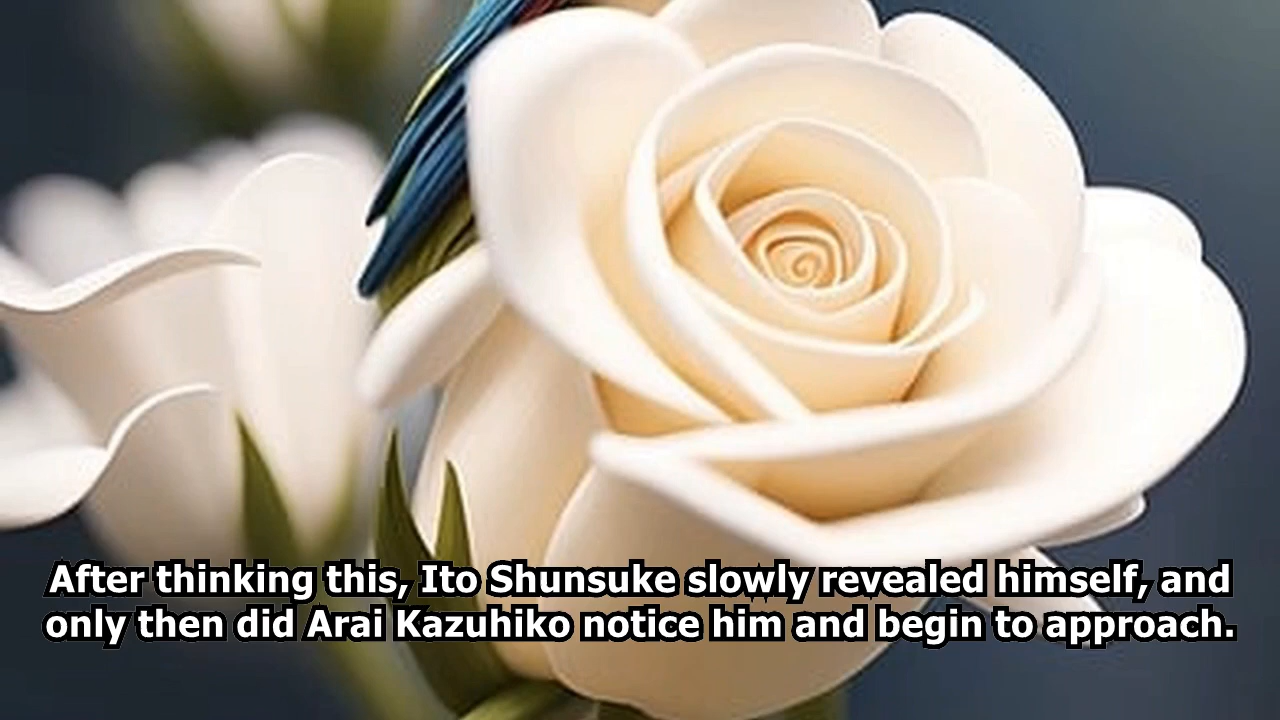 After thinking this, Ito Shunsuke slowly revealed himself, and
only then did Arai Kazuhiko notice him and begin to approach.